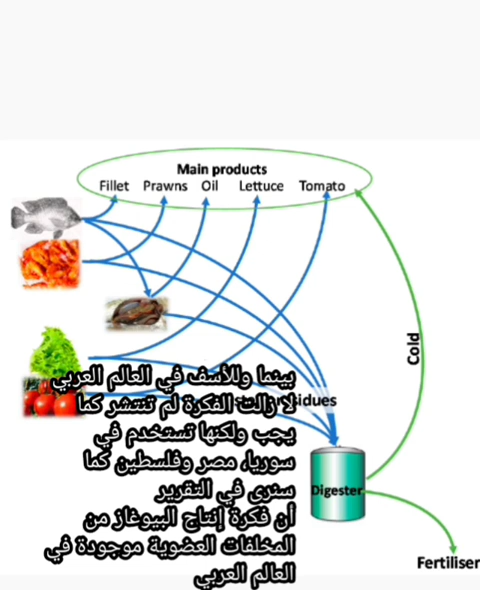 Main products
Fillet Prawns Oil Lettuce Tomato
Cold
بينما وللأسف في العالم العربي
لا زالت الفكرة لم تنتشر كما
يجب ولكنها تستخدم في
سوريا، مصر وفلسطين كما
سنرى في التقرير
أن فكرة إنتاج البيوغاز من
المخلفات العضوية موجودة في
العالم العربي
Digester
Fertiliser